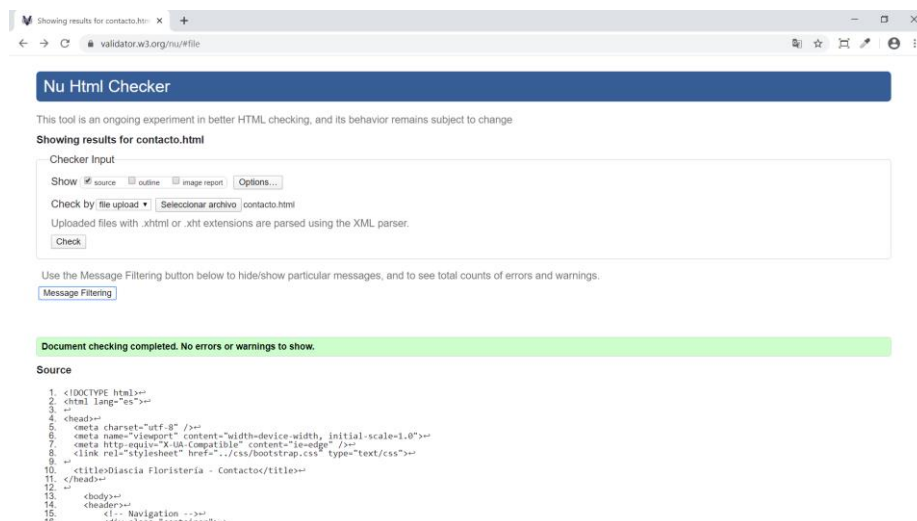 Showing results for contacto.htm
validator.w3.org/nu/#file
Nu Html Checker
This tool is an ongoing experiment in better HTML checking, and its behavior remains subject to change
Showing results for contacto.html
Checker Input
Show source outline image report Options...
Check by file upload Seleccionar archivo contacto.html
Uploaded files with .xhtml or .xht extensions are parsed using the XML parser.
Check
Use the Message Filtering button below to hide/show particular messages, and to see total counts of errors and warnings.
Message Filtering
Document checking completed. No errors or warnings to show.
Source
1. <!DOCTYPE html>↩
2. <html lang="es">↩
3. ↩
4. <head>↩
5. <meta charset="utf-8" />↩
6. <meta name="viewport" content="width=device-width, initial-scale=1.0">↩
7. <meta http-equiv="X-UA-Compatible" content="ie=edge" />↩
8. <link rel="stylesheet" href="../css/bootstrap.css" type="text/css">↩
9. ↩
10. <title>Diascia Floristería - Contacto</title>↩
11. </head>↩
12. ↩
13. <body>↩
14. <header>↩
15. <!-- Navigation -->↩